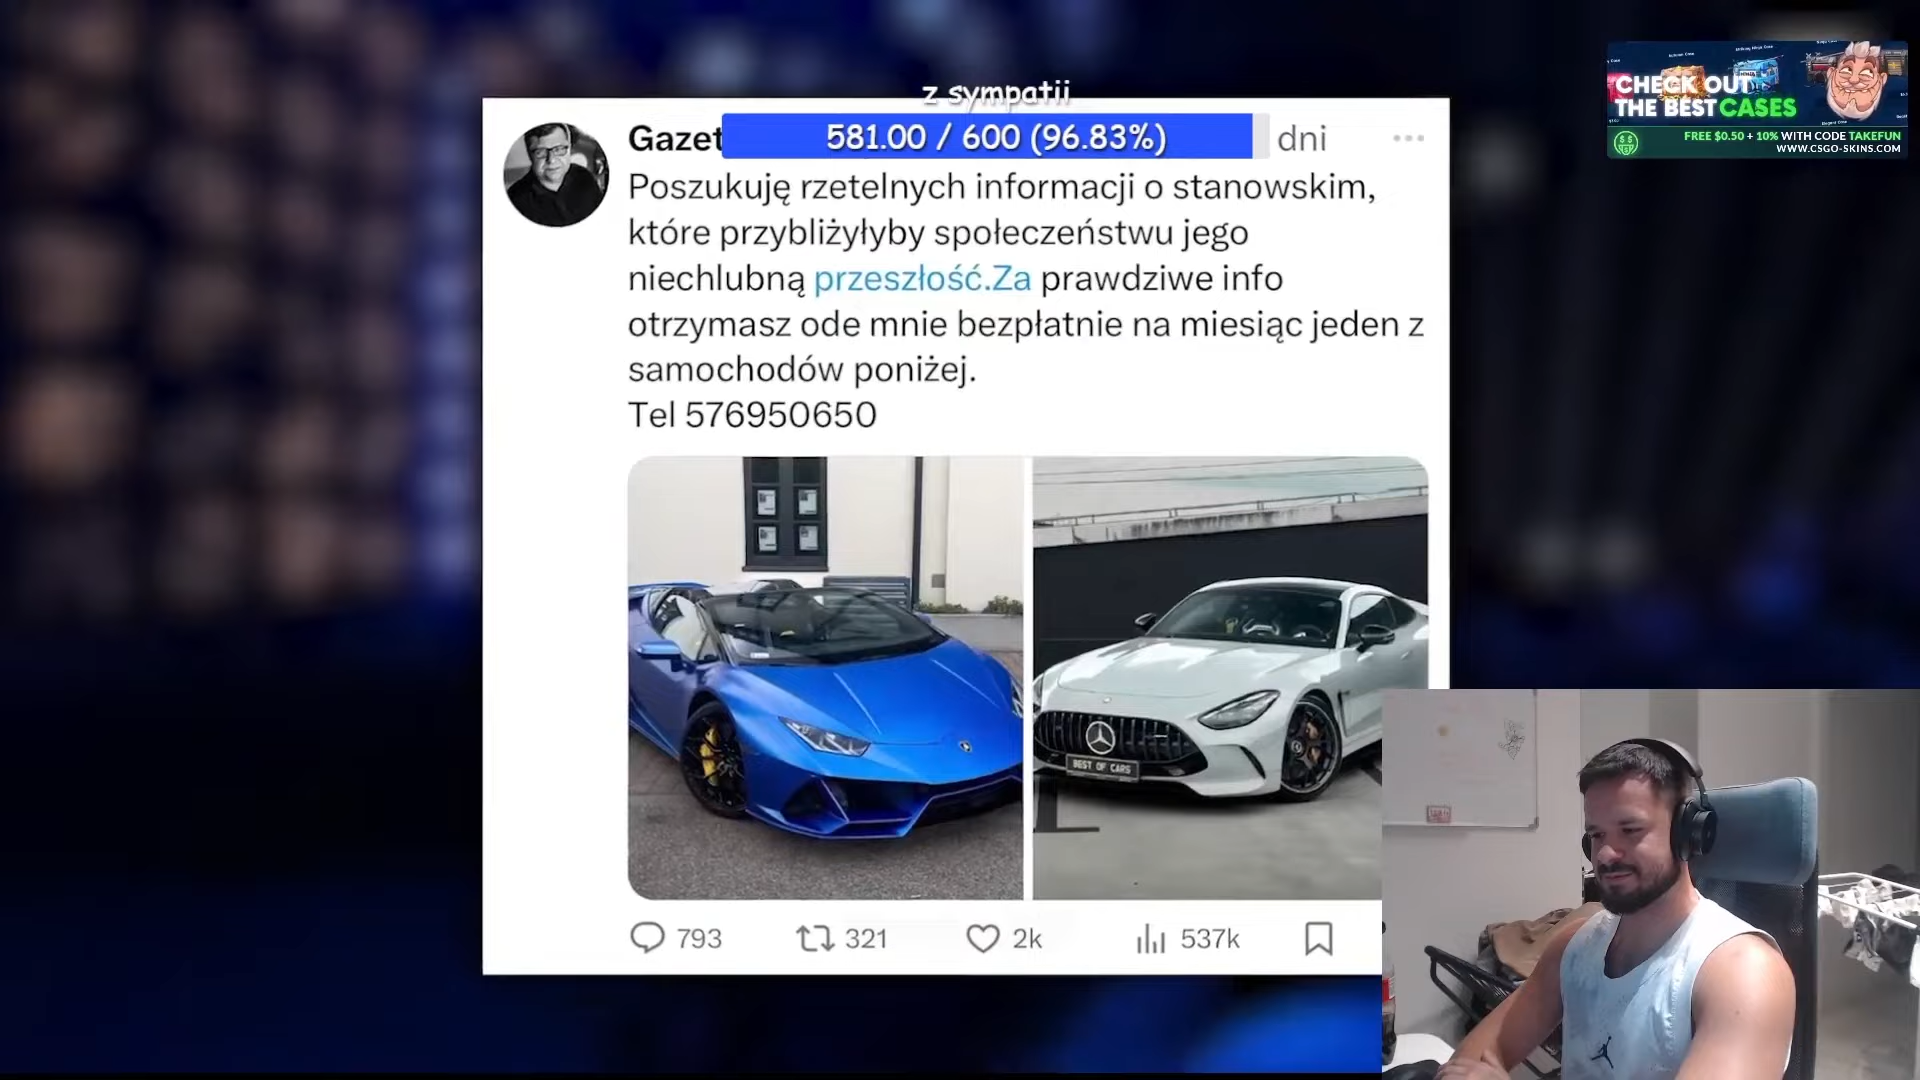 z sympatii
581.00 / 600 (96.83%)
Gazet
dni
Poszukuję rzetelnych informacji o stanowskim,
które przybliżyłyby społeczeństwu jego
niechlubną przeszłość.Za prawdziwe info
otrzymasz ode mnie bezpłatnie na miesiąc jeden z
samochodów poniżej.
Tel 576950650
BEST OF CARS
793
321
2k
537k
CHECK OUT
THE BEST CASES
FREE $0.50 + 10% WITH CODE TAKEFUN
WWW.CSGO-SKINS.COM